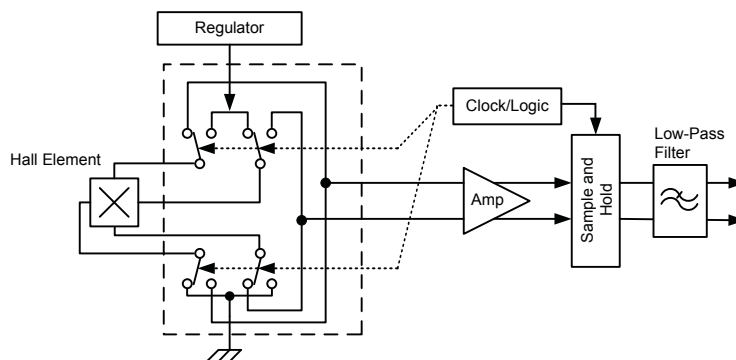 Regulator
Clock/Logic
Low-Pass
Filter
Hall Element
Amp
Sample and
Hold